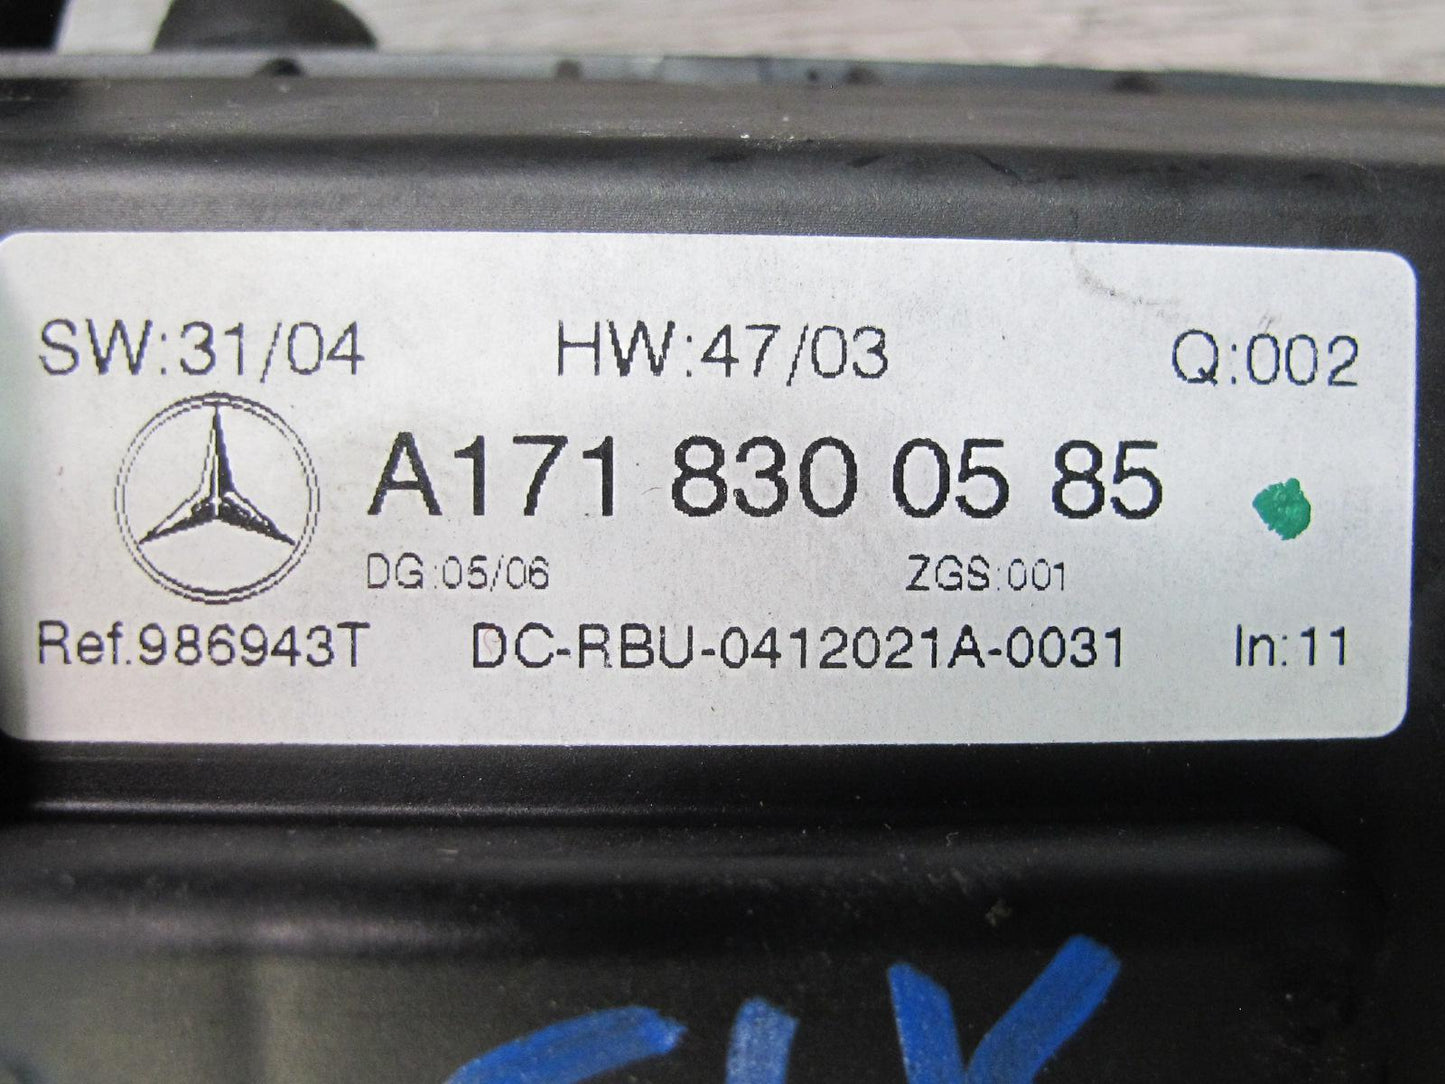 SW:31/04 HW:47/03 Q:002
A171 830 05 85
DG:05/06 ZGS:001
Ref.986943T DC-RBU-0412021A-0031 In:11
SLK